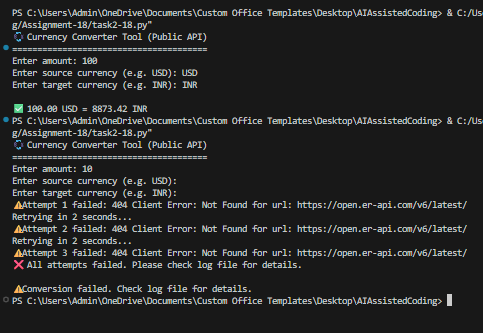 PS C:\Users\Admin\OneDrive\Documents\Custom Office Templates\Desktop\AIAssistedCoding> & C:/Us
g/Assignment-18/task2-18.py"
Currency Converter Tool (Public API)
=======================================
Enter amount: 100
Enter source currency (e.g. USD): USD
Enter target currency (e.g. INR): INR

✅ 100.00 USD = 8873.42 INR
PS C:\Users\Admin\OneDrive\Documents\Custom Office Templates\Desktop\AIAssistedCoding> & C:/Us
g/Assignment-18/task2-18.py"
Currency Converter Tool (Public API)
=======================================
Enter amount: 10
Enter source currency (e.g. USD):
Enter target currency (e.g. INR):
⚠️Attempt 1 failed: 404 Client Error: Not Found for url: https://open.er-api.com/v6/latest/
Retrying in 2 seconds...
⚠️Attempt 2 failed: 404 Client Error: Not Found for url: https://open.er-api.com/v6/latest/
Retrying in 2 seconds...
⚠️Attempt 3 failed: 404 Client Error: Not Found for url: https://open.er-api.com/v6/latest/
❌ All attempts failed. Please check log file for details.

⚠️Conversion failed. Check log file for details.
PS C:\Users\Admin\OneDrive\Documents\Custom Office Templates\Desktop\AIAssistedCoding>